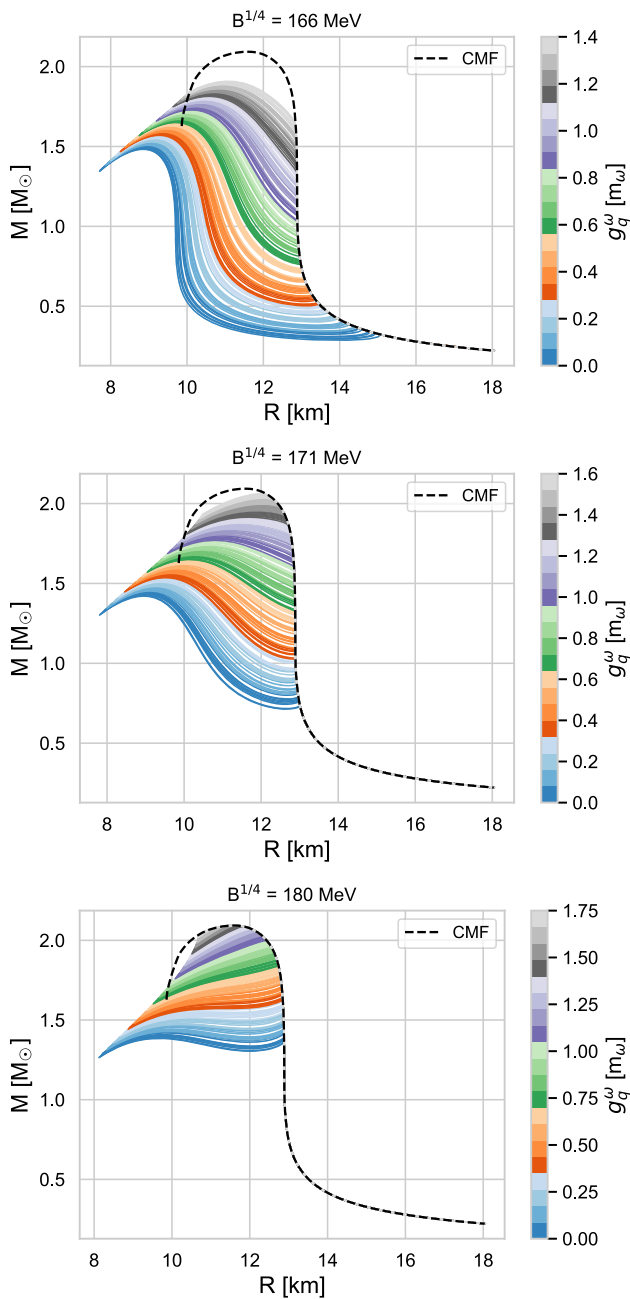 B^{1/4} = 166 MeV
CMF
M [M_⊙]
2.0
1.5
1.0
0.5
8 10 12 14 16 18
R [km]
1.4
1.2
1.0
0.8
0.6
0.4
0.2
0.0
g_q^ω [m_ω]
B^{1/4} = 171 MeV
CMF
M [M_⊙]
2.0
1.5
1.0
0.5
8 10 12 14 16 18
R [km]
1.6
1.4
1.2
1.0
0.8
0.6
0.4
0.2
0.0
g_q^ω [m_ω]
B^{1/4} = 180 MeV
CMF
M [M_⊙]
2.0
1.5
1.0
0.5
8 10 12 14 16 18
R [km]
1.75
1.50
1.25
1.00
0.75
0.50
0.25
0.00
g_q^ω [m_ω]